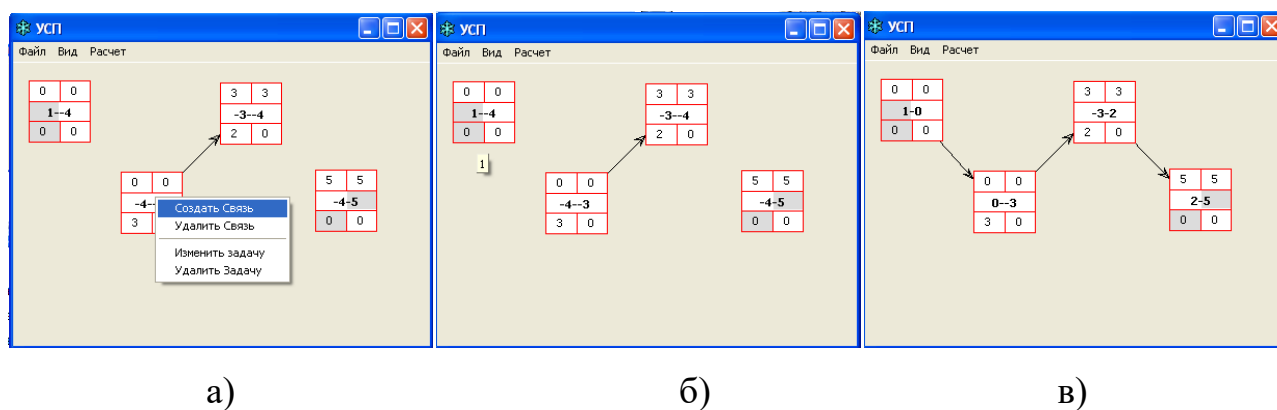 УСП
Файл Вид Расчет
0 0
1--4
0 0
3 3
-3--4
2 0
0 0
-4--
3
Создать Связь
Удалить Связь
Изменить задачу
Удалить Задачу
5 5
-4-5
0 0
а)
УСП
Файл Вид Расчет
0 0
1--4
0 0
1
3 3
-3--4
2 0
0 0
-4--3
3 0
5 5
-4-5
0 0
б)
УСП
Файл Вид Расчет
0 0
1-0
0 0
3 3
-3-2
2 0
0 0
0--3
3 0
5 5
2-5
0 0
в)